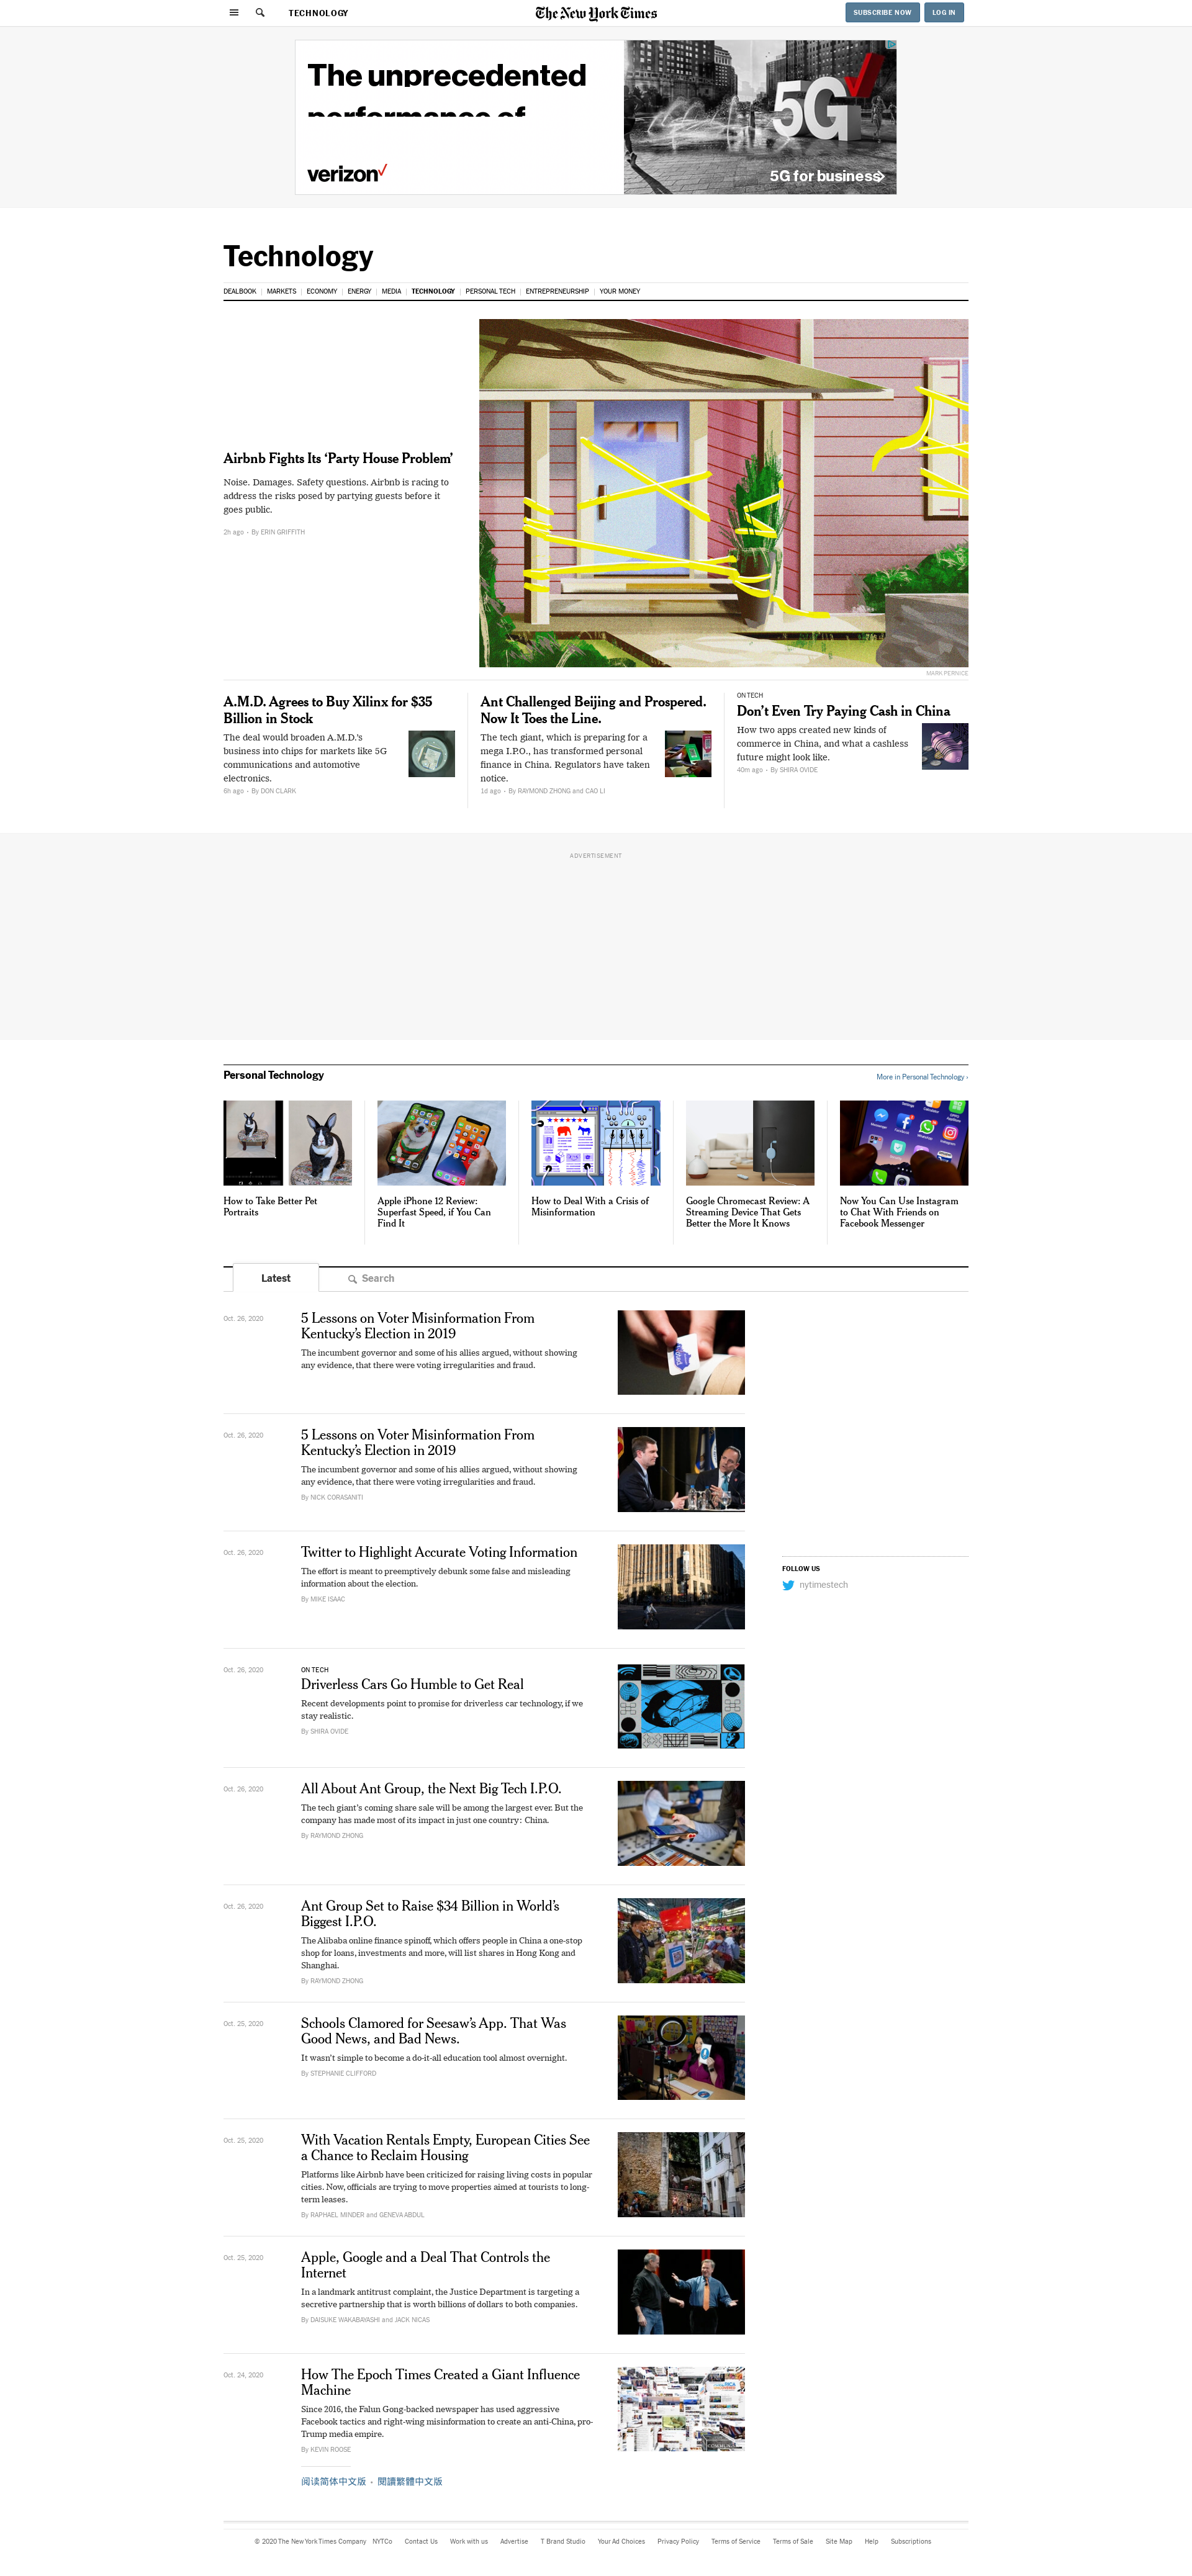 TECHNOLOGY
The New York Times
SUBSCRIBE NOW
LOG IN
The unprecedented
performance of
verizon
5G
5G for business
Technology
DEALBOOK
MARKETS
ECONOMY
ENERGY
MEDIA
TECHNOLOGY
PERSONAL TECH
ENTREPRENEURSHIP
YOUR MONEY
Airbnb Fights Its ‘Party House Problem’
Noise. Damages. Safety questions. Airbnb is racing to
address the risks posed by partying guests before it
goes public.
2h ago · By ERIN GRIFFITH
MARK PERNICE
A.M.D. Agrees to Buy Xilinx for $35
Billion in Stock
The deal would broaden A.M.D.’s
business into chips for markets like 5G
communications and automotive
electronics.
6h ago · By DON CLARK
Ant Challenged Beijing and Prospered.
Now It Toes the Line.
The tech giant, which is preparing for a
mega I.P.O., has transformed personal
finance in China. Regulators have taken
notice.
1d ago · By RAYMOND ZHONG and CAO LI
ON TECH
Don’t Even Try Paying Cash in China
How two apps created new kinds of
commerce in China, and what a cashless
future might look like.
40m ago · By SHIRA OVIDE
ADVERTISEMENT
Personal Technology
More in Personal Technology ›
How to Take Better Pet
Portraits
Apple iPhone 12 Review:
Superfast Speed, if You Can
Find It
How to Deal With a Crisis of
Misinformation
Google Chromecast Review: A
Streaming Device That Gets
Better the More It Knows
Now You Can Use Instagram
to Chat With Friends on
Facebook Messenger
Latest
Search
Oct. 26, 2020
5 Lessons on Voter Misinformation From
Kentucky’s Election in 2019
The incumbent governor and some of his allies argued, without showing
any evidence, that there were voting irregularities and fraud.
Oct. 26, 2020
5 Lessons on Voter Misinformation From
Kentucky’s Election in 2019
The incumbent governor and some of his allies argued, without showing
any evidence, that there were voting irregularities and fraud.
By NICK CORASANITI
Oct. 26, 2020
Twitter to Highlight Accurate Voting Information
The effort is meant to preemptively debunk some false and misleading
information about the election.
By MIKE ISAAC
FOLLOW US
nytimestech
Oct. 26, 2020
ON TECH
Driverless Cars Go Humble to Get Real
Recent developments point to promise for driverless car technology, if we
stay realistic.
By SHIRA OVIDE
Oct. 26, 2020
All About Ant Group, the Next Big Tech I.P.O.
The tech giant’s coming share sale will be among the largest ever. But the
company has made most of its impact in just one country: China.
By RAYMOND ZHONG
Oct. 26, 2020
Ant Group Set to Raise $34 Billion in World’s
Biggest I.P.O.
The Alibaba online finance spinoff, which offers people in China a one-stop
shop for loans, investments and more, will list shares in Hong Kong and
Shanghai.
By RAYMOND ZHONG
Oct. 25, 2020
Schools Clamored for Seesaw’s App. That Was
Good News, and Bad News.
It wasn’t simple to become a do-it-all education tool almost overnight.
By STEPHANIE CLIFFORD
Oct. 25, 2020
With Vacation Rentals Empty, European Cities See
a Chance to Reclaim Housing
Platforms like Airbnb have been criticized for raising living costs in popular
cities. Now, officials are trying to move properties aimed at tourists to long-
term leases.
By RAPHAEL MINDER and GENEVA ABDUL
Oct. 25, 2020
Apple, Google and a Deal That Controls the
Internet
In a landmark antitrust complaint, the Justice Department is targeting a
secretive partnership that is worth billions of dollars to both companies.
By DAISUKE WAKABAYASHI and JACK NICAS
Oct. 24, 2020
How The Epoch Times Created a Giant Influence
Machine
Since 2016, the Falun Gong-backed newspaper has used aggressive
Facebook tactics and right-wing misinformation to create an anti-China, pro-
Trump media empire.
By KEVIN ROOSE
阅读简体中文版 · 閱讀繁體中文版
© 2020 The New York Times Company
NYTCo
Contact Us
Work with us
Advertise
T Brand Studio
Your Ad Choices
Privacy Policy
Terms of Service
Terms of Sale
Site Map
Help
Subscriptions